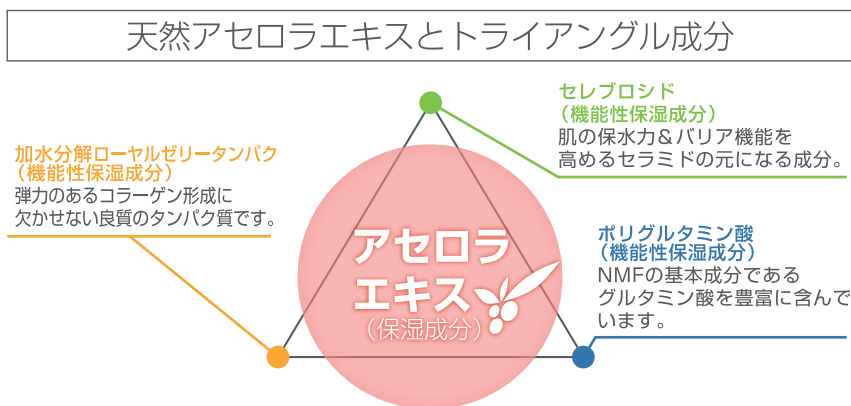 天然アセロラエキスとトライアングル成分
セレブロシド
（機能性保湿成分）
肌の保水力＆バリア機能を
高めるセラミドの元になる成分。
加水分解ローヤルゼリータンパク
（機能性保湿成分）
弾力のあるコラーゲン形成に
欠かせない良質のタンパク質です。
アセロラ
エキス
（保湿成分）
ポリグルタミン酸
（機能性保湿成分）
NMFの基本成分である
グルタミン酸を豊富に含んで
います。